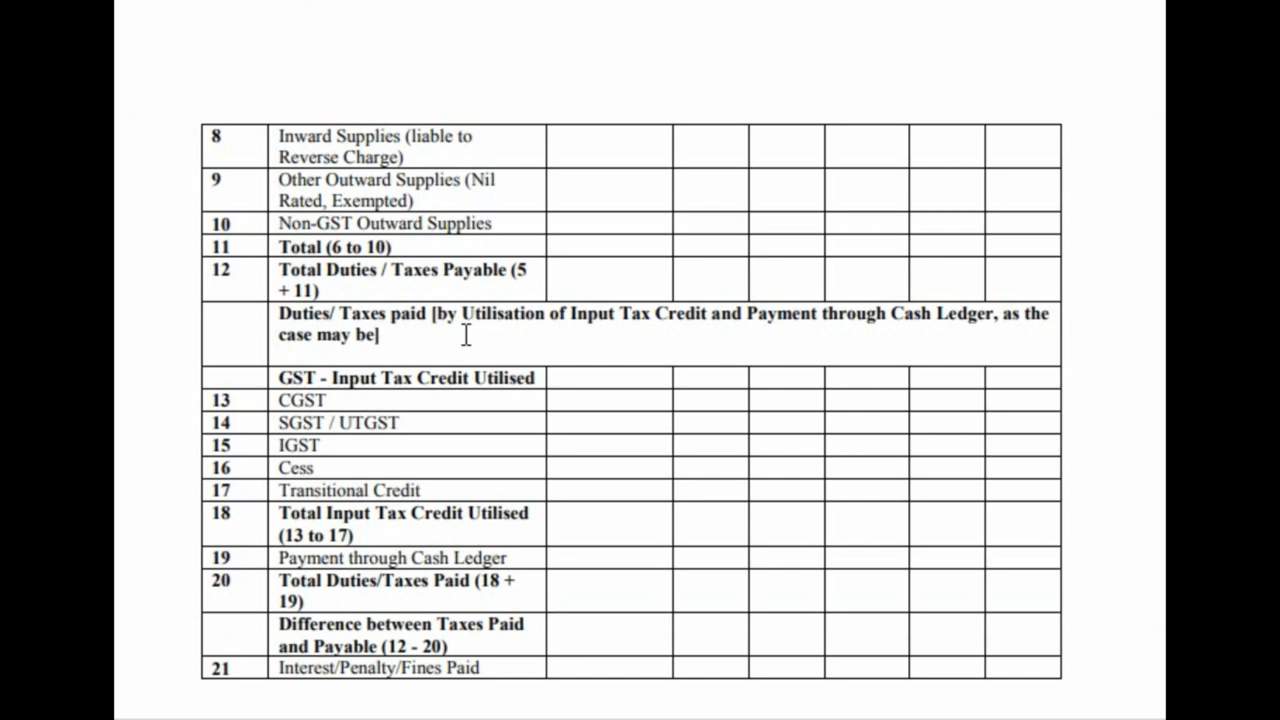 8 Inward Supplies (liable to
Reverse Charge)
9 Other Outward Supplies (Nil
Rated, Exempted)
10 Non-GST Outward Supplies
11 Total (6 to 10)
12 Total Duties / Taxes Payable (5
+ 11)
Duties/ Taxes paid [by Utilisation of Input Tax Credit and Payment through Cash Ledger, as the
case may be]
GST - Input Tax Credit Utilised
13 CGST
14 SGST / UTGST
15 IGST
16 Cess
17 Transitional Credit
18 Total Input Tax Credit Utilised
(13 to 17)
19 Payment through Cash Ledger
20 Total Duties/Taxes Paid (18 +
19)
Difference between Taxes Paid
and Payable (12 - 20)
21 Interest/Penalty/Fines Paid